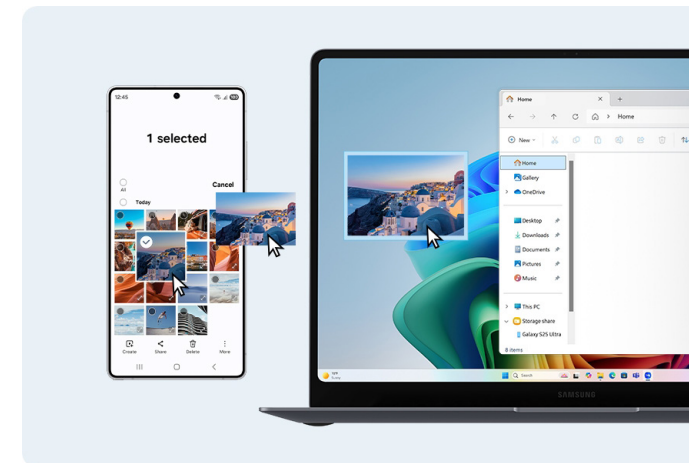 12:45
1 selected
All
Cancel
Today
Create
Share
Delete
More
Home
Home
New
Home
Gallery
OneDrive
Desktop
Downloads
Documents
Pictures
Music
This PC
Storage share
Galaxy S25 Ultra
8 items
Search
SAMSUNG